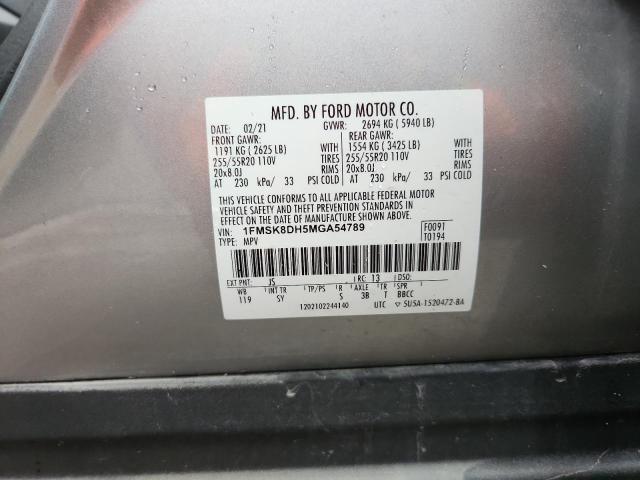 MFD. BY FORD MOTOR CO.
DATE: 02/21 GVWR: 2694 KG ( 5940 LB)
FRONT GAWR: REAR GAWR:
1191 KG ( 2625 LB) WITH 1554 KG ( 3425 LB) WITH
255/55R20 110V TIRES 255/55R20 110V TIRES
20x8.0J RIMS 20x8.0J RIMS
AT 230 kPa/ 33 PSI COLD AT 230 kPa/ 33 PSI COLD
THIS VEHICLE CONFORMS TO ALL APPLICABLE FEDERAL MOTOR
VEHICLE SAFETY AND THEFT PREVENTION STANDARDS IN
EFFECT ON THE DATE OF MANUFACTURE SHOWN ABOVE.
VIN: 1FMSK8DH5MGA54789 F0091
TYPE: MPV T0194
EXT PNT: JS RC: 13 DSO:
WB INT TR TP/PS R AXLE TR SPR
119 SY S 3B T BBCC
1202102244140 UTC 5U5A-1520472-BA